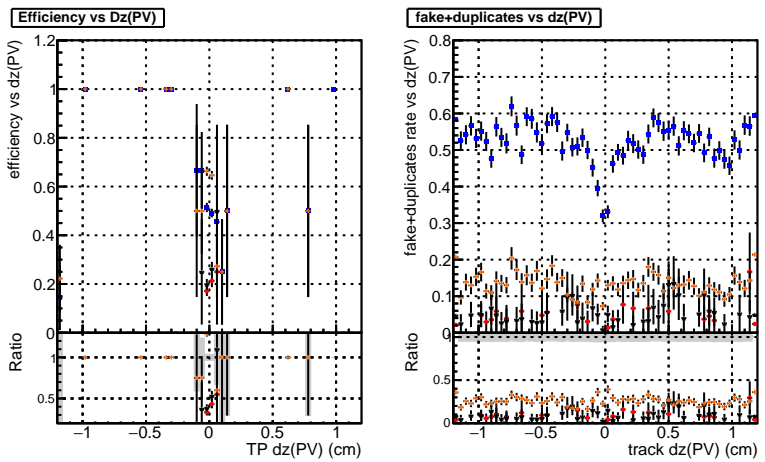 Efficiency vs Dz(PV)
efficiency vs dz(PV)
1.2
1
0.8
0.6
0.4
0.2
0
Ratio
1
0.5
−1 −0.5 0 0.5 1
TP dz(PV) (cm)
fake+duplicates vs dz(PV)
fake+duplicates rate vs dz(PV)
0.8
0.7
0.6
0.5
0.4
0.3
0.2
0.1
0
Ratio
1
0.5
0
−1 −0.5 0 0.5 1
track dz(PV) (cm)